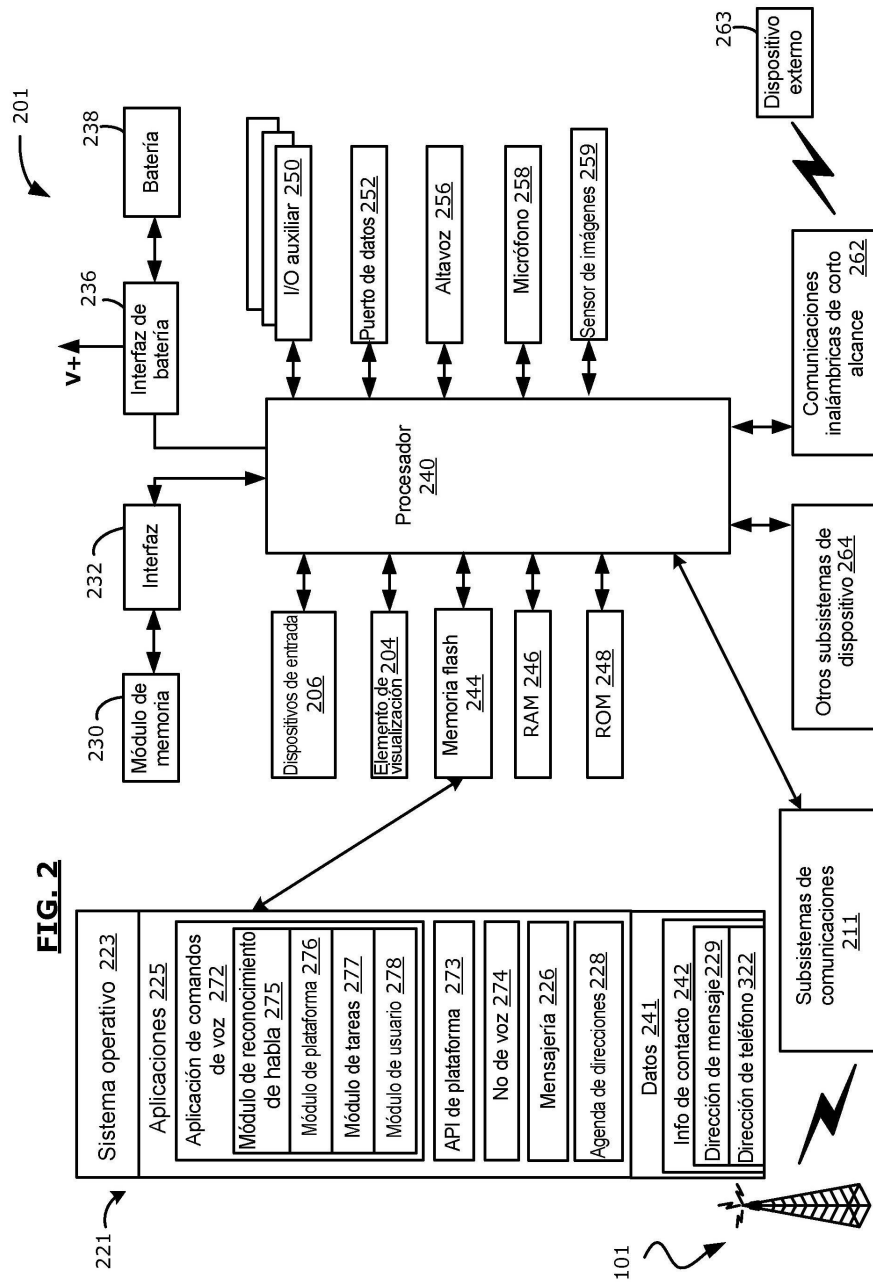 FIG. 2
201
221
Sistema operativo 223
Aplicaciones 225
Aplicación de comandos
de voz 272
Módulo de reconocimiento
de habla 275
Módulo de plataforma 276
Módulo de tareas 277
Módulo de usuario 278
API de plataforma 273
No de voz 274
Mensajería 226
Agenda de direcciones 228
Datos 241
Info de contacto 242
Dirección de mensaje 229
Dirección de teléfono 322
101
230
Módulo de
memoria
232
Interfaz
V+
236
Interfaz de
batería
238
Batería
Dispositivos de entrada
206
Elemento de
visualización 204
Memoria flash
244
RAM 246
ROM 248
Procesador
240
I/O auxiliar 250
Puerto de datos 252
Altavoz 256
Micrófono 258
Sensor de imágenes 259
Subsistemas de
comunicaciones
211
Otros subsistemas de
dispositivo 264
Comunicaciones
inalámbricas de corto
alcance 262
263
Dispositivo
externo